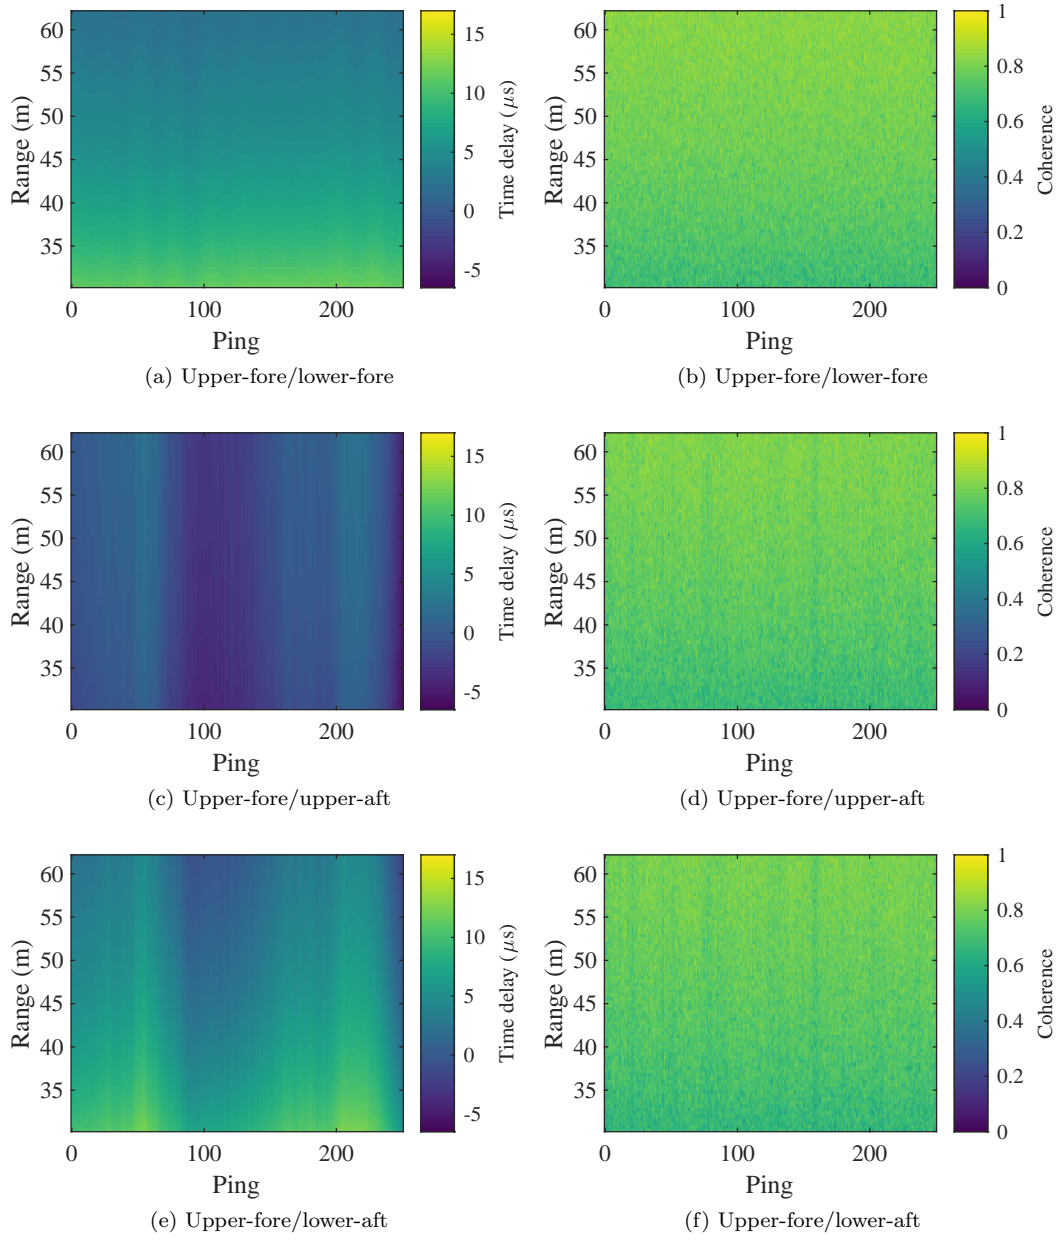 60
55
50
45
40
35
Range (m)
0 100 200
Ping
15
10
5
0
-5
Time delay (μs)
(a) Upper-fore/lower-fore
60
55
50
45
40
35
Range (m)
0 100 200
Ping
1
0.8
0.6
0.4
0.2
0
Coherence
(b) Upper-fore/lower-fore
60
55
50
45
40
35
Range (m)
0 100 200
Ping
15
10
5
0
-5
Time delay (μs)
(c) Upper-fore/upper-aft
60
55
50
45
40
35
Range (m)
0 100 200
Ping
1
0.8
0.6
0.4
0.2
0
Coherence
(d) Upper-fore/upper-aft
60
55
50
45
40
35
Range (m)
0 100 200
Ping
15
10
5
0
-5
Time delay (μs)
(e) Upper-fore/lower-aft
60
55
50
45
40
35
Range (m)
0 100 200
Ping
1
0.8
0.6
0.4
0.2
0
Coherence
(f) Upper-fore/lower-aft